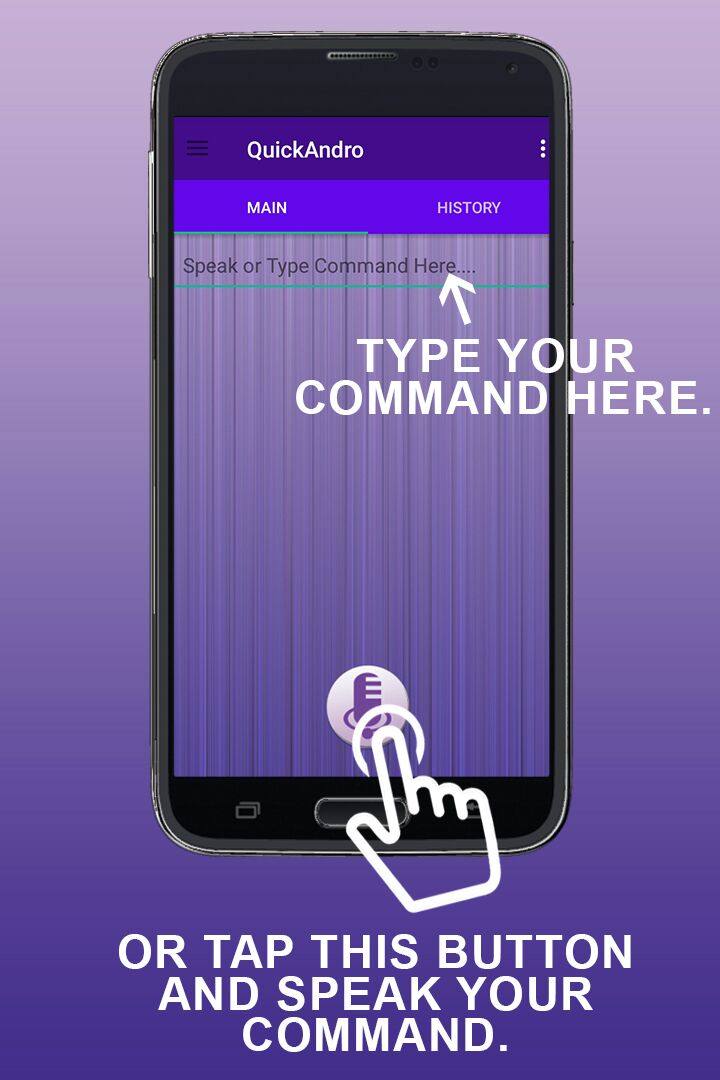 QuickAndro
MAIN HISTORY
Speak or Type Command Here....
TYPE YOUR
COMMAND HERE.
OR TAP THIS BUTTON
AND SPEAK YOUR
COMMAND.